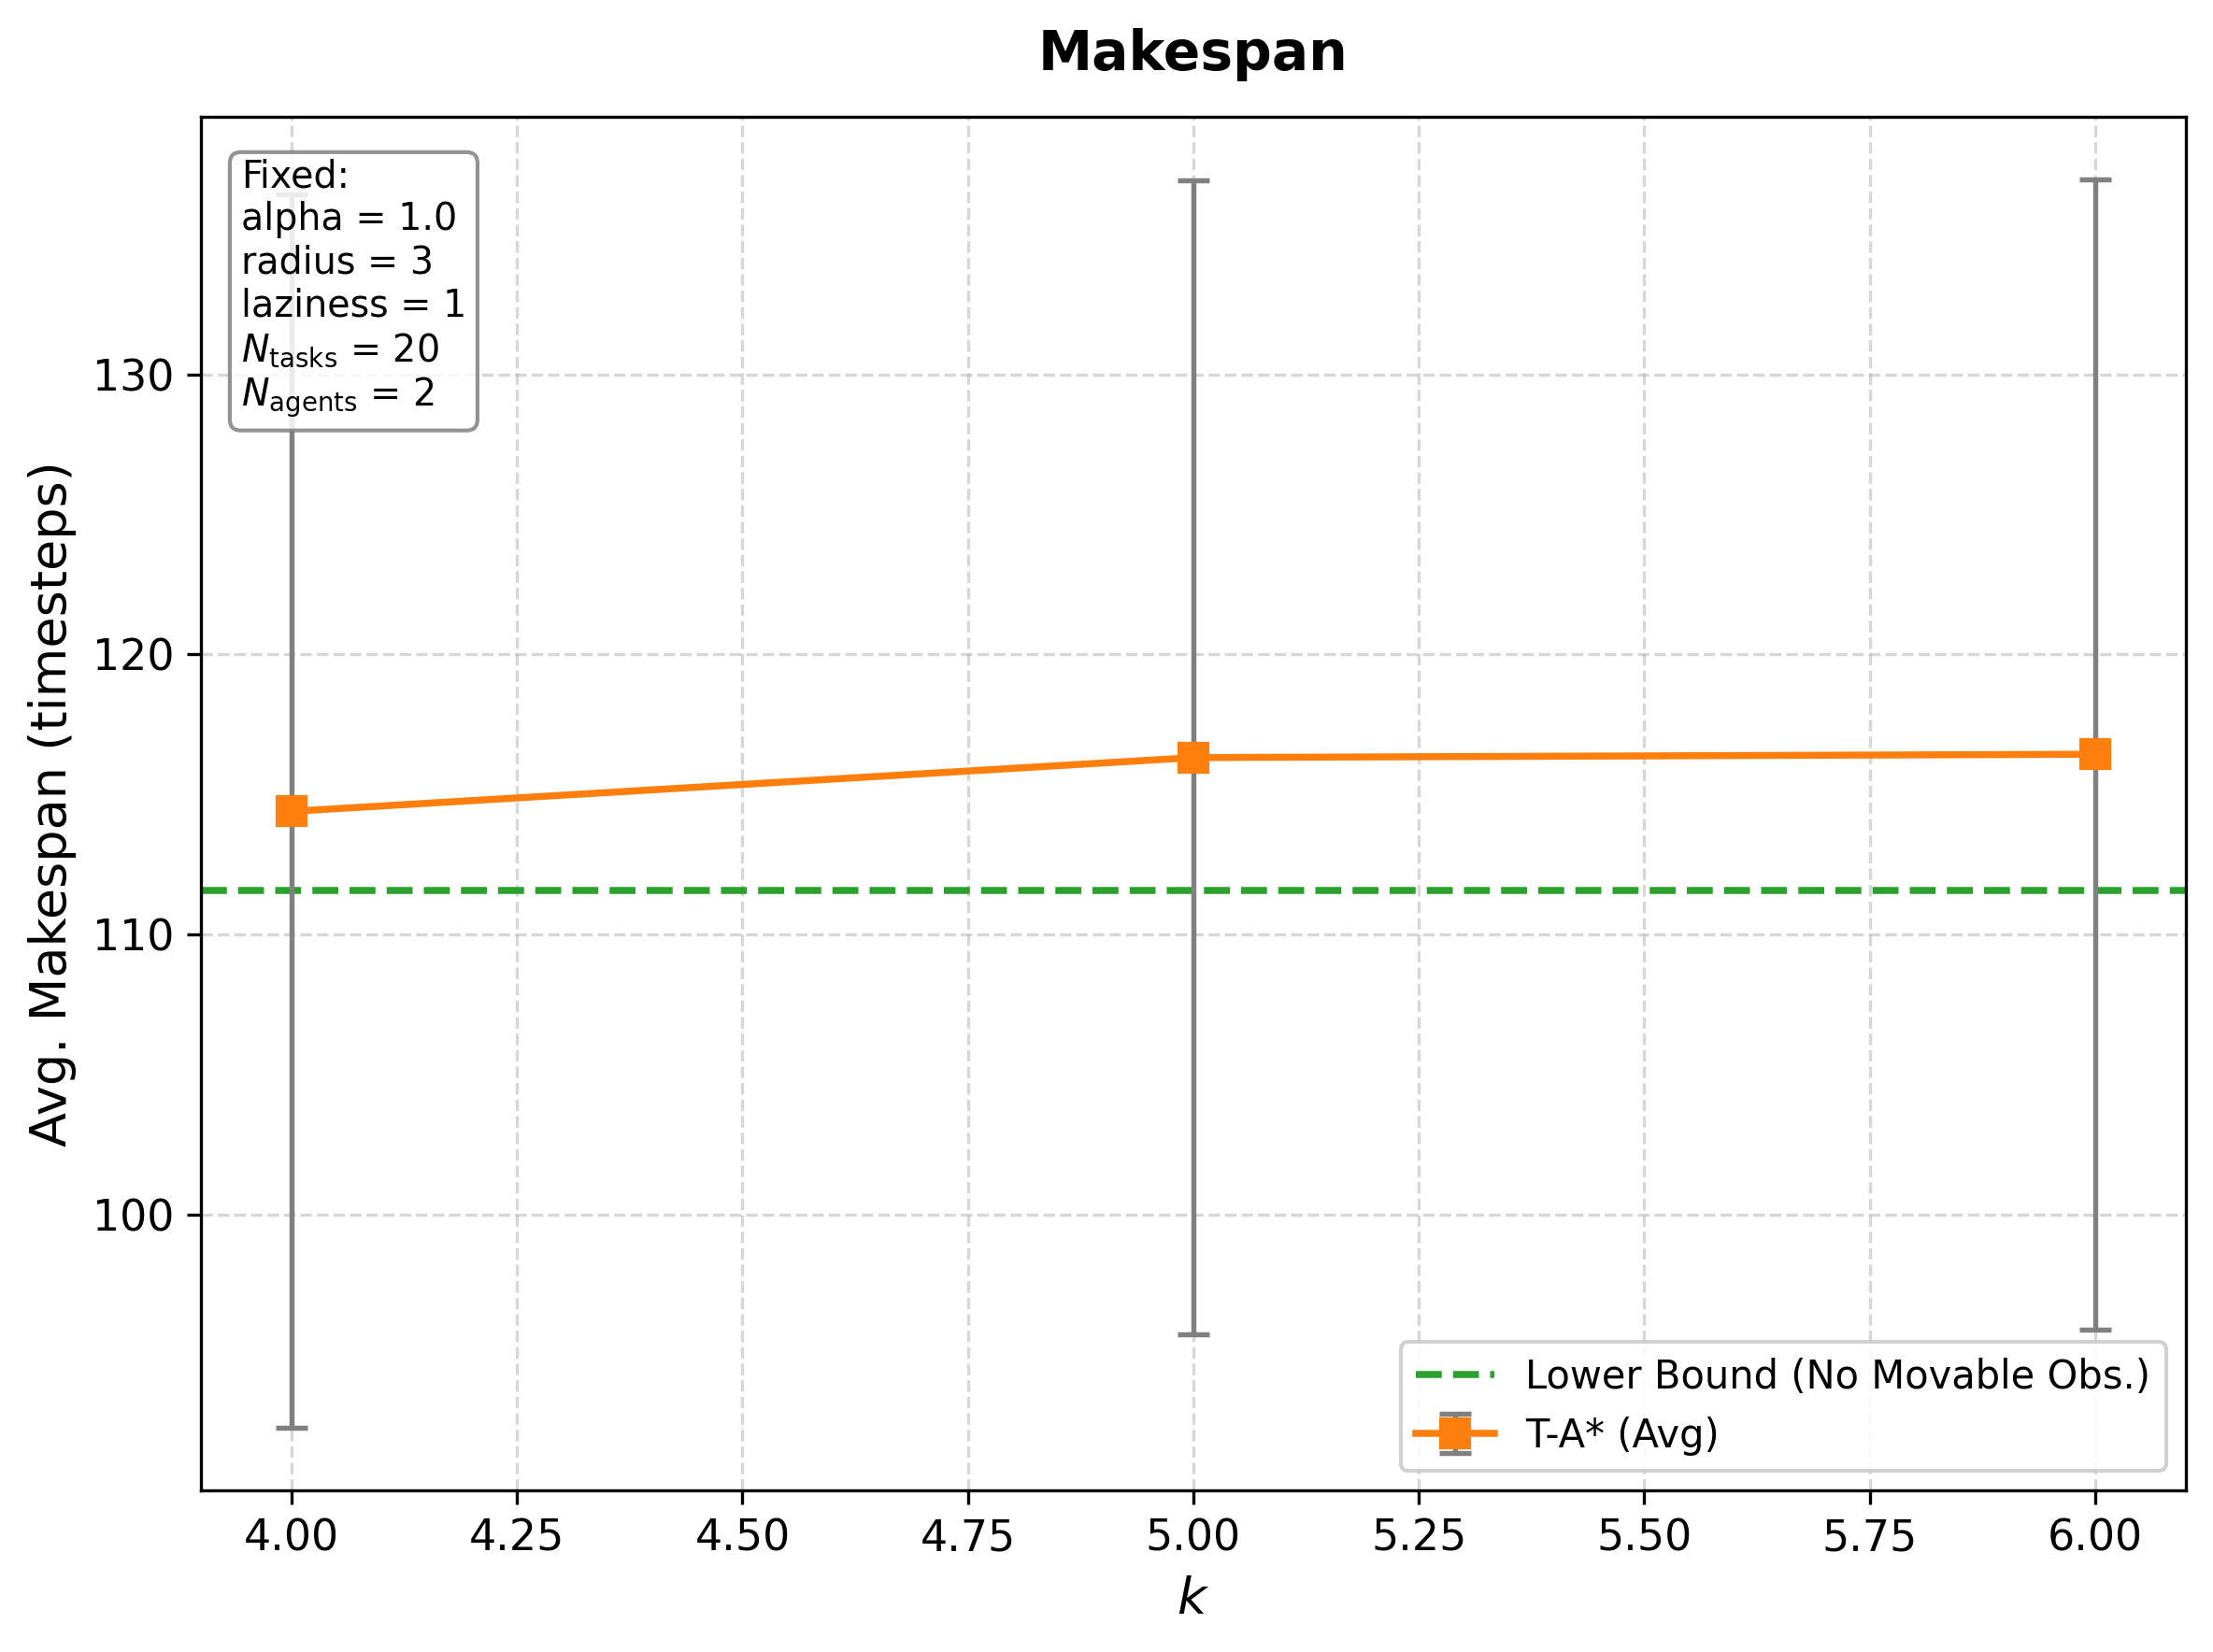 Makespan
Fixed:
alpha = 1.0
radius = 3
laziness = 1
N_tasks = 20
N_agents = 2
Avg. Makespan (timesteps)
130
120
110
100
Lower Bound (No Movable Obs.)
T-A* (Avg)
4.00 4.25 4.50 4.75 5.00 5.25 5.50 5.75 6.00
k